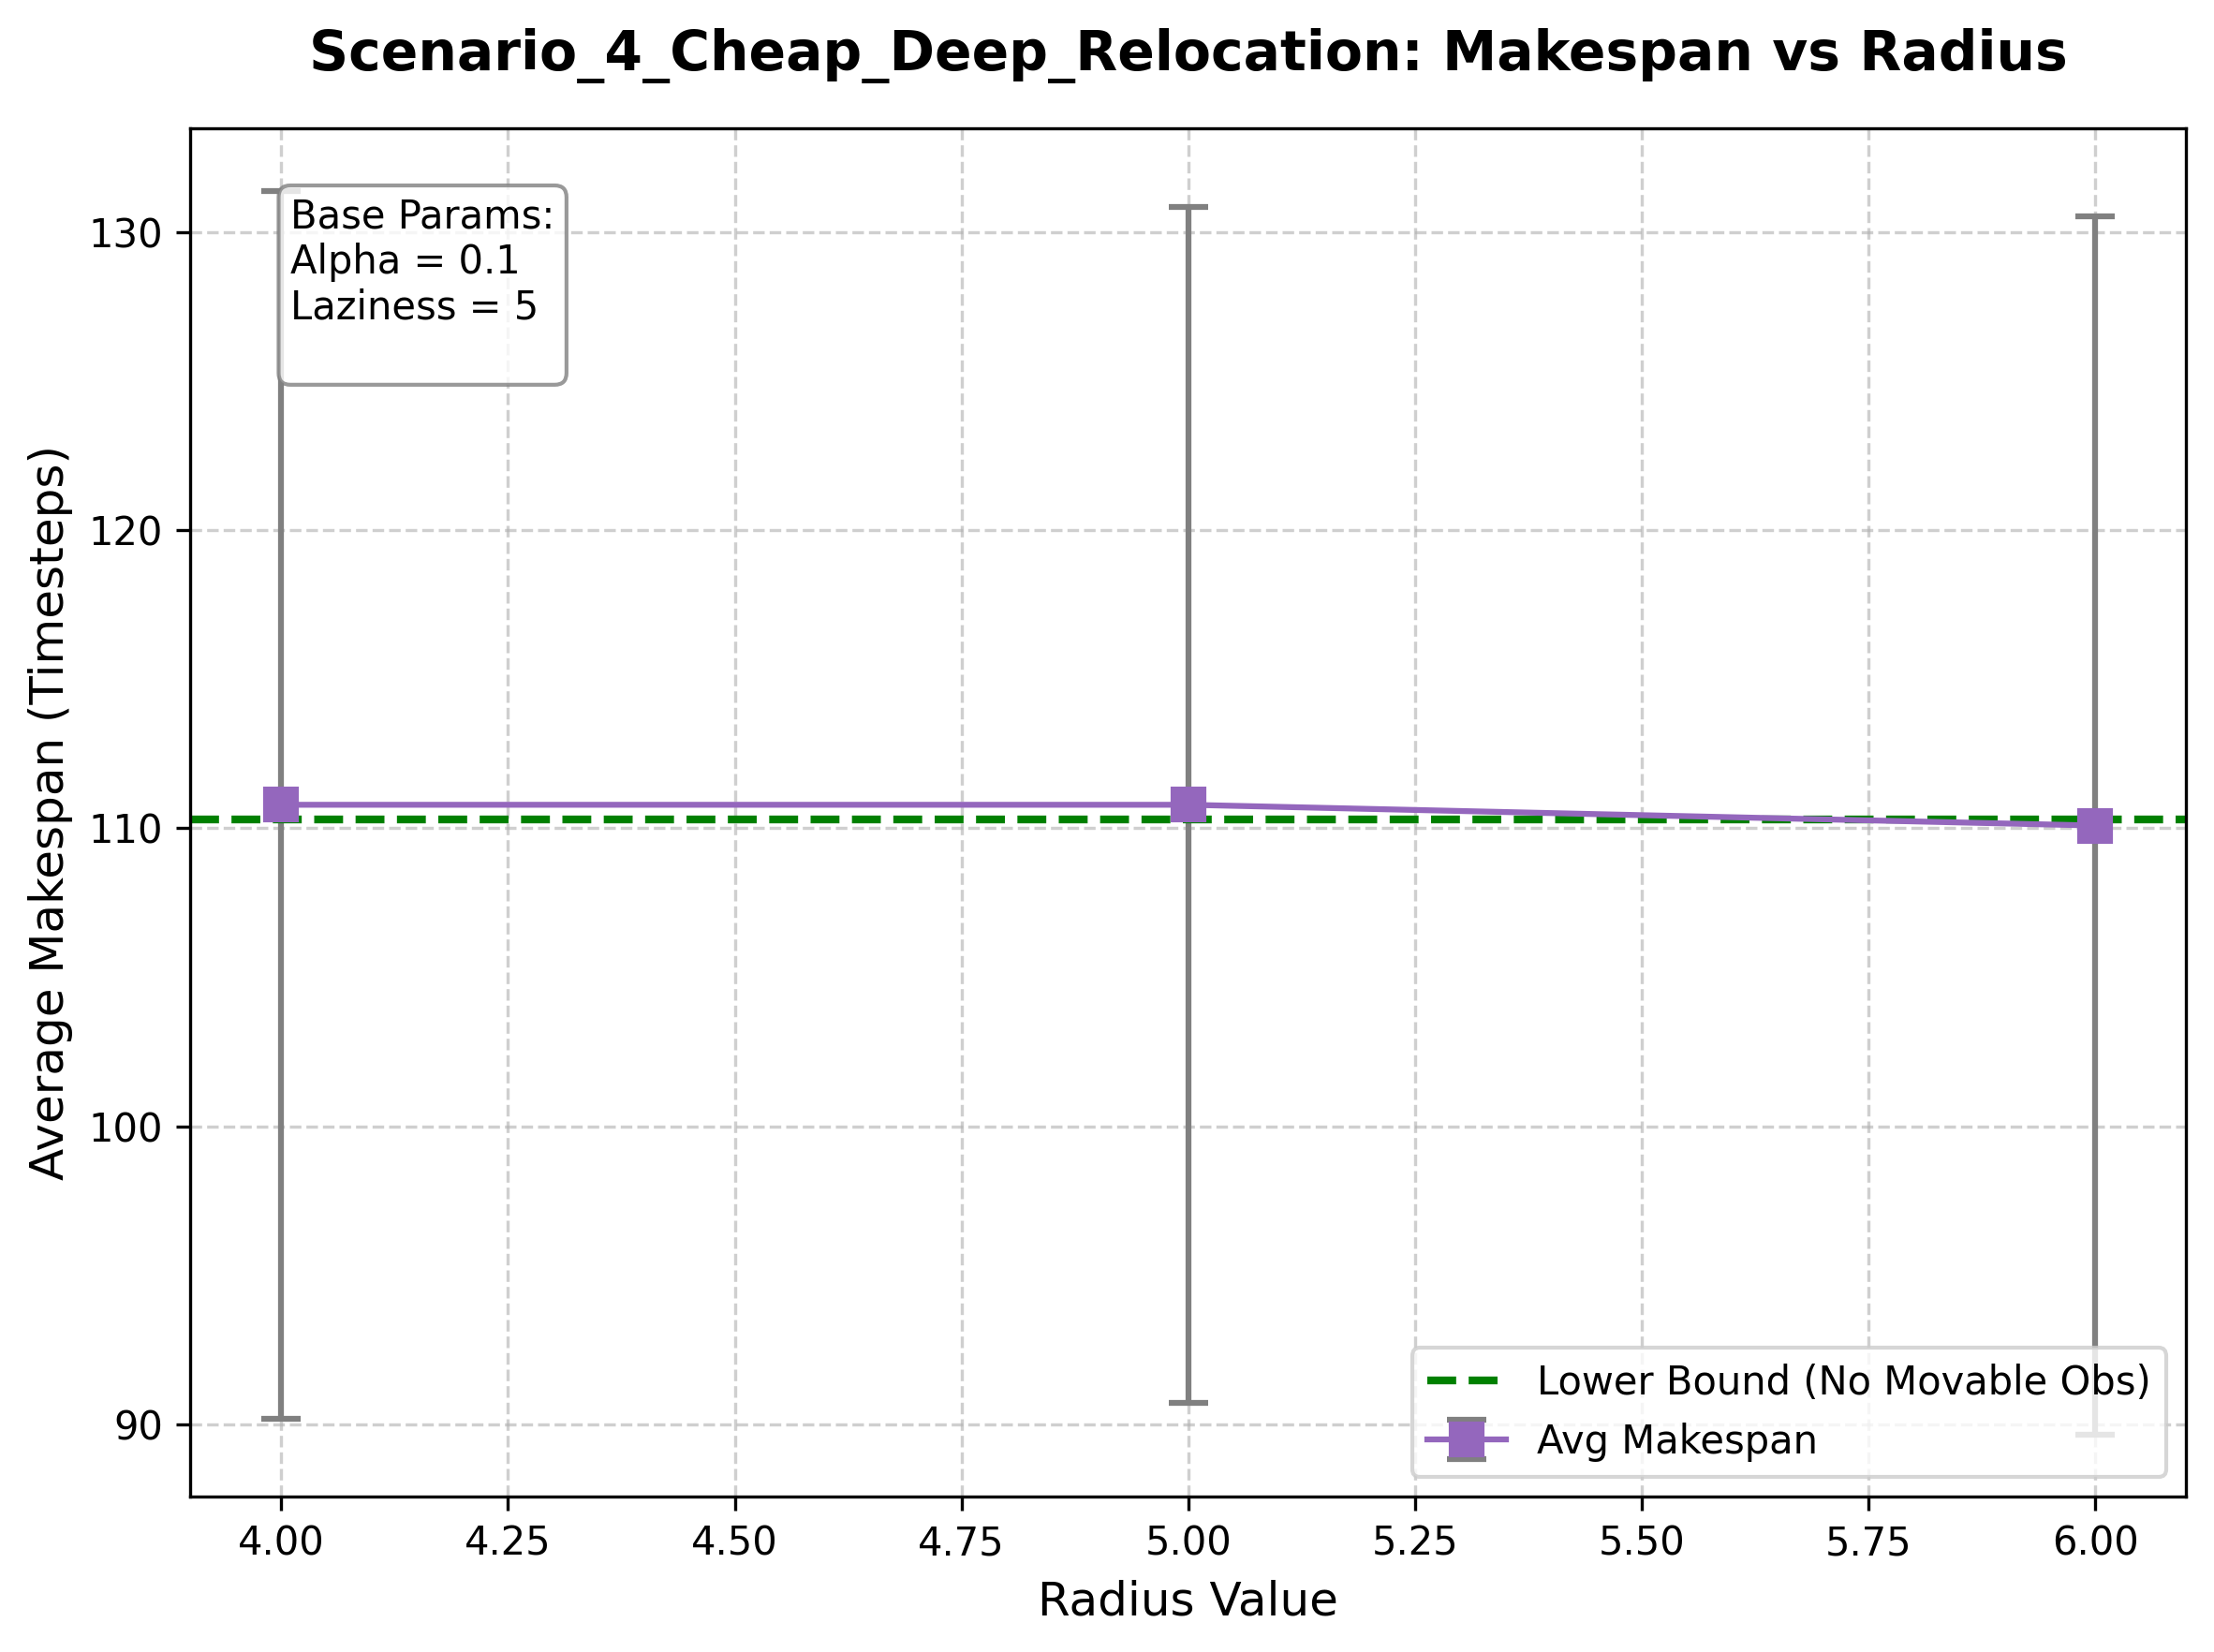 Scenario_4_Cheap_Deep_Relocation: Makespan vs Radius
Average Makespan (Timesteps)
130
120
110
100
90
Base Params:
Alpha = 0.1
Laziness = 5
Lower Bound (No Movable Obs)
Avg Makespan
4.00 4.25 4.50 4.75 5.00 5.25 5.50 5.75 6.00
Radius Value